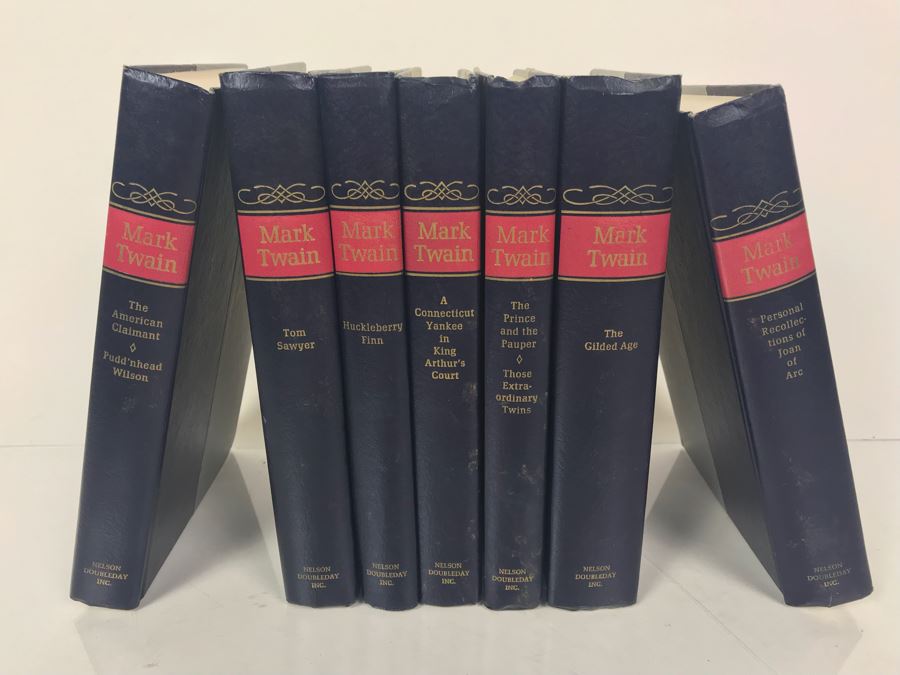 Mark
Twain
The
American
Claimant
Pudd'nhead
Wilson
NELSON
DOUBLEDAY
INC.
Mark
Twain
Tom
Sawyer
NELSON
DOUBLEDAY
INC.
Mark
Twain
Huckleberry
Finn
NELSON
DOUBLEDAY
INC.
Mark
Twain
A
Connecticut
Yankee
in
King
Arthur's
Court
NELSON
DOUBLEDAY
INC.
Mark
Twain
The
Prince
and the
Pauper
Those
Extra-
ordinary
Twins
NELSON
DOUBLEDAY
INC.
Mark
Twain
The
Gilded Age
NELSON
DOUBLEDAY
INC.
Mark
Twain
Personal
Recollec-
tions of
Joan
of
Arc
NELSON
DOUBLEDAY
INC.